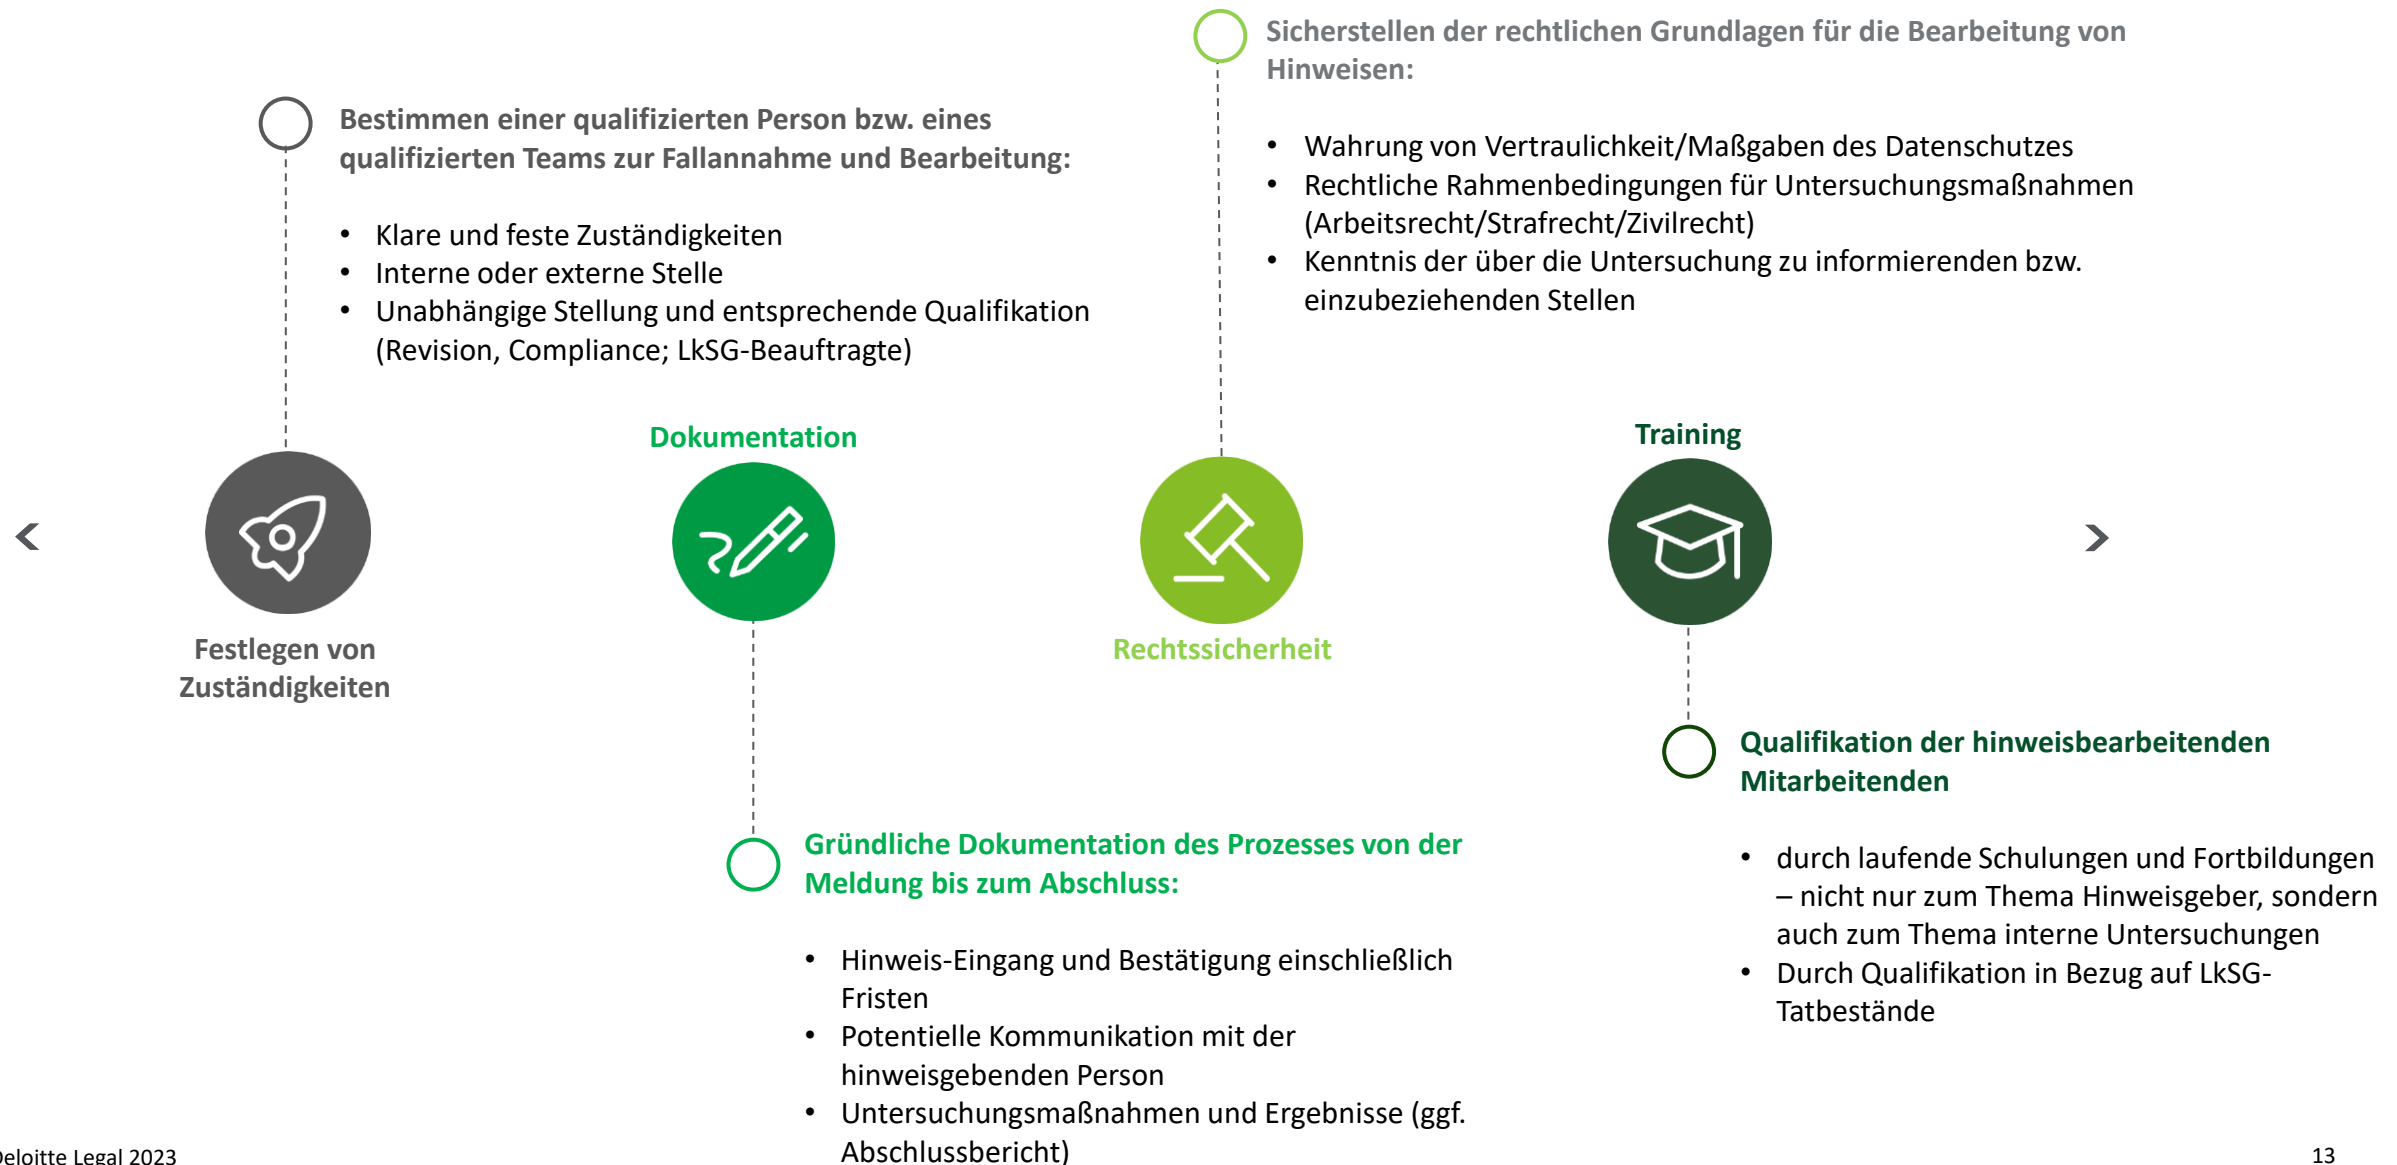 Sicherstellen der rechtlichen Grundlagen für die Bearbeitung von
Hinweisen:
• Wahrung von Vertraulichkeit/Maßgaben des Datenschutzes
• Rechtliche Rahmenbedingungen für Untersuchungsmaßnahmen
(Arbeitsrecht/Strafrecht/Zivilrecht)
• Kenntnis der über die Untersuchung zu informierenden bzw.
einzubeziehenden Stellen
Bestimmen einer qualifizierten Person bzw. eines
qualifizierten Teams zur Fallannahme und Bearbeitung:
• Klare und feste Zuständigkeiten
• Interne oder externe Stelle
• Unabhängige Stellung und entsprechende Qualifikation
(Revision, Compliance; LkSG-Beauftragte)
Festlegen von
Zuständigkeiten
Dokumentation
Rechtssicherheit
Training
Gründliche Dokumentation des Prozesses von der
Meldung bis zum Abschluss:
• Hinweis-Eingang und Bestätigung einschließlich
Fristen
• Potentielle Kommunikation mit der
hinweisgebenden Person
• Untersuchungsmaßnahmen und Ergebnisse (ggf.
Abschlussbericht)
Qualifikation der hinweisbearbeitenden
Mitarbeitenden
• durch laufende Schulungen und Fortbildungen
– nicht nur zum Thema Hinweisgeber, sondern
auch zum Thema interne Untersuchungen
• Durch Qualifikation in Bezug auf LkSG-
Tatbestände
Deloitte Legal 2023
13